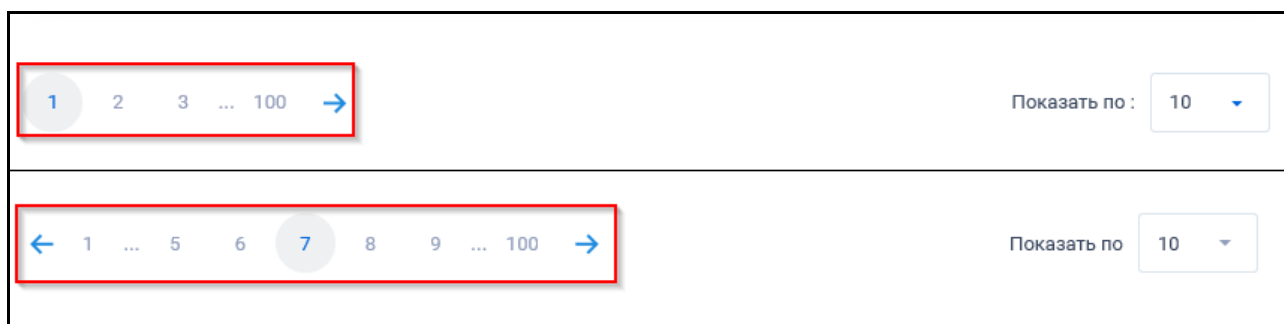 1 2 3 ... 100 → Показать по : 10
← 1 ... 5 6 7 8 9 ... 100 → Показать по 10